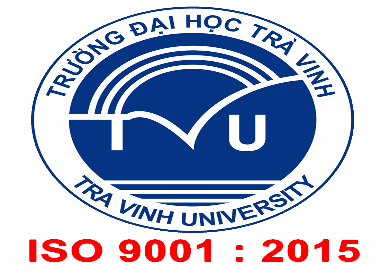 TRƯỜNG ĐẠI HỌC TRÀ VINH
TVU
TRA VINH UNIVERSITY
ISO 9001 : 2015